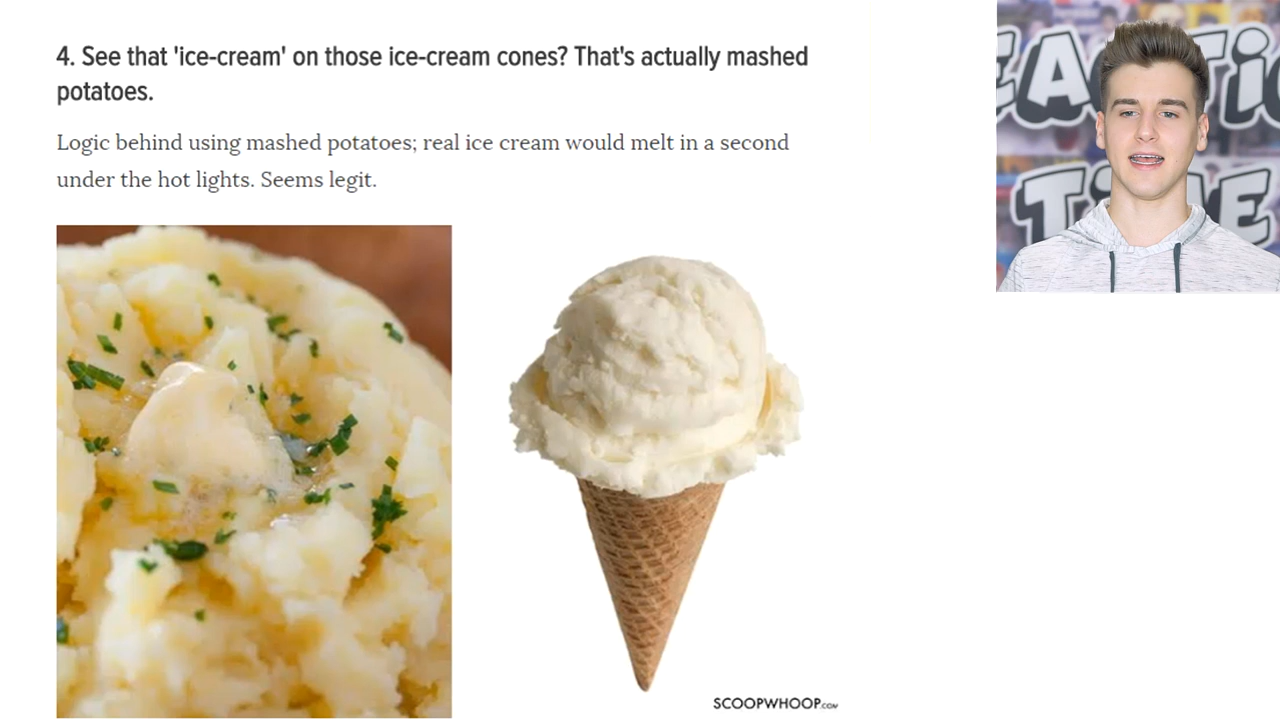 4. See that 'ice-cream' on those ice-cream cones? That's actually mashed
potatoes.
Logic behind using mashed potatoes; real ice cream would melt in a second
under the hot lights. Seems legit.
SCOOPWHOOP.COM